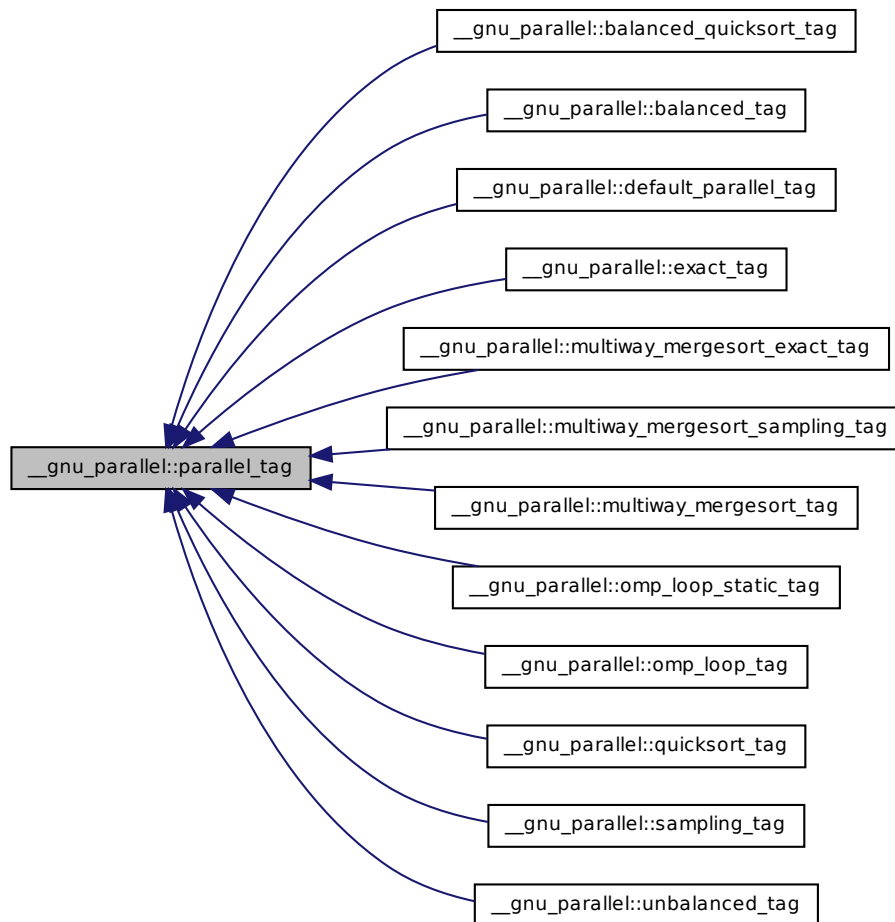 __gnu_parallel::balanced_quicksort_tag
__gnu_parallel::balanced_tag
__gnu_parallel::default_parallel_tag
__gnu_parallel::exact_tag
__gnu_parallel::multiway_mergesort_exact_tag
__gnu_parallel::multiway_mergesort_sampling_tag
__gnu_parallel::parallel_tag
__gnu_parallel::multiway_mergesort_tag
__gnu_parallel::omp_loop_static_tag
__gnu_parallel::omp_loop_tag
__gnu_parallel::quicksort_tag
__gnu_parallel::sampling_tag
__gnu_parallel::unbalanced_tag